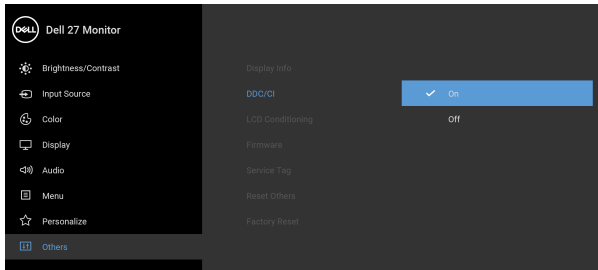 DELL
Dell 27 Monitor
Brightness/Contrast
Input Source
Color
Display
Audio
Menu
Personalize
Others
Display Info
DDC/CI
LCD Conditioning
Firmware
Service Tag
Reset Others
Factory Reset
On
Off